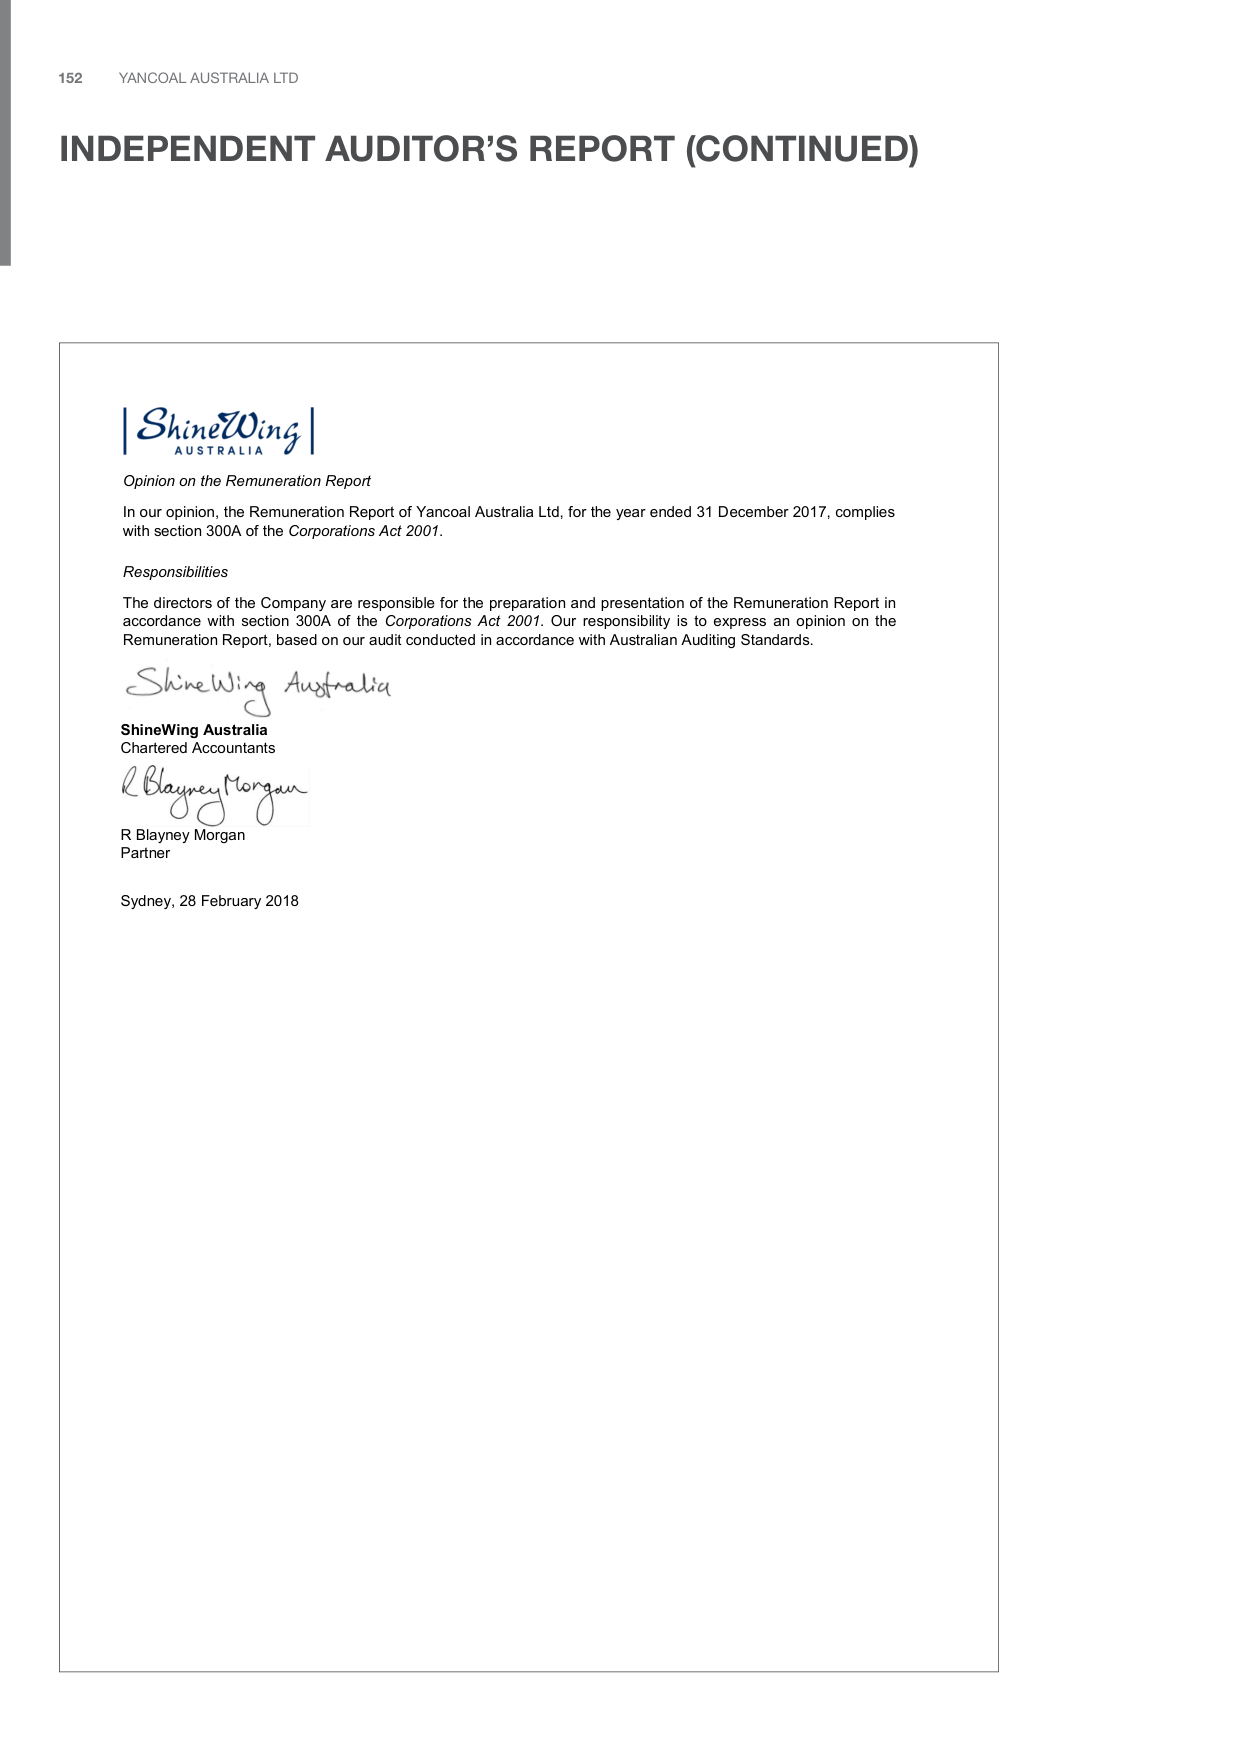 152 YANCOAL AUSTRALIA LTD
INDEPENDENT AUDITOR’S REPORT (CONTINUED)
ShineWing
AUSTRALIA
Opinion on the Remuneration Report
In our opinion, the Remuneration Report of Yancoal Australia Ltd, for the year ended 31 December 2017, complies
with section 300A of the Corporations Act 2001.
Responsibilities
The directors of the Company are responsible for the preparation and presentation of the Remuneration Report in
accordance with section 300A of the Corporations Act 2001. Our responsibility is to express an opinion on the
Remuneration Report, based on our audit conducted in accordance with Australian Auditing Standards.
ShineWing Australia
ShineWing Australia
Chartered Accountants
R Blayney Morgan
R Blayney Morgan
Partner
Sydney, 28 February 2018